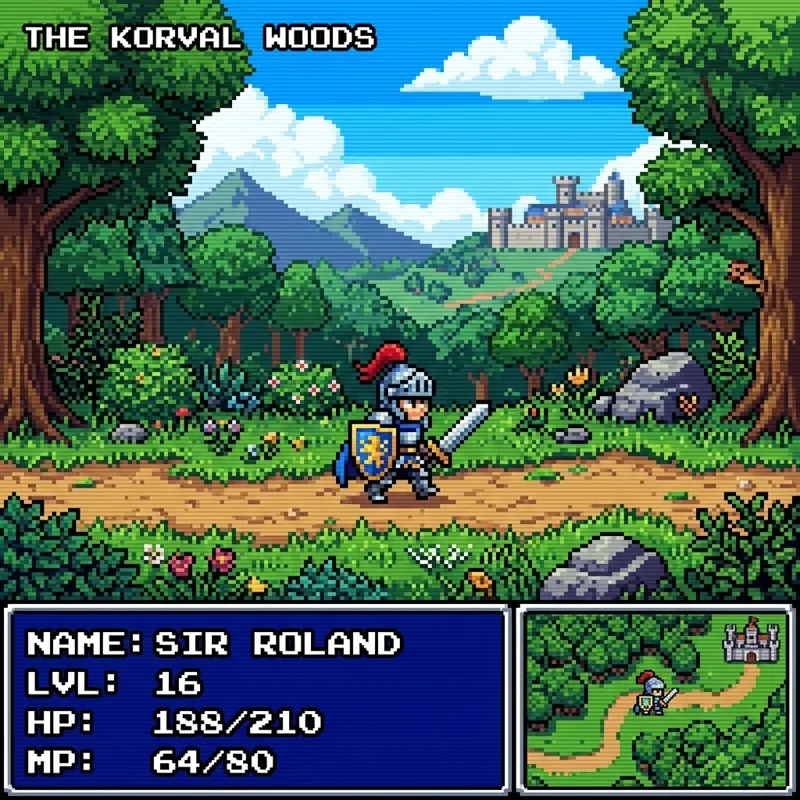 THE KORVAL WOODS
NAME: SIR ROLAND
LVL: 16
HP: 188/210
MP: 64/80